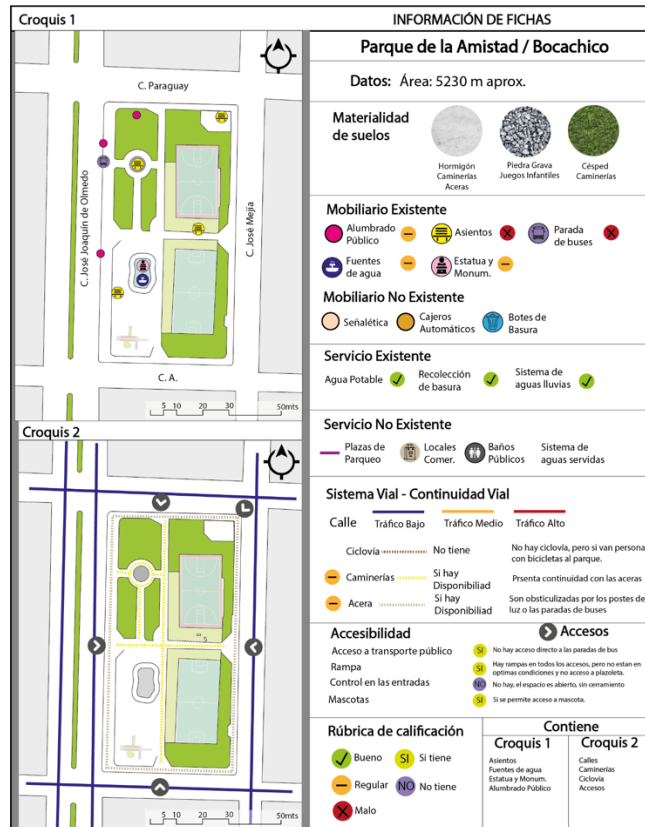 Croquis 1
C. Paraguay
C. José Joaquín de Olmedo
C. José Mejía
C. A.
5 10 20 30 50mts
Croquis 2
5 10 20 30 50mts
INFORMACIÓN DE FICHAS
Parque de la Amistad / Bocachico
Datos: Área: 5230 m aprox.
Materialidad
de suelos
Hormigón
Caminerías
Aceras
Piedra Grava
Juegos Infantiles
Césped
Caminerías
Mobiliario Existente
Alumbrado
Público
Asientos
Parada
de buses
Fuentes
de agua
Estatua y
Monum.
Mobiliario No Existente
Señalética
Cajeros
Automáticos
Botes de
Basura
Servicio Existente
Agua Potable
Recolección
de basura
Sistema de
aguas lluvias
Servicio No Existente
Plazas de
Parqueo
Locales
Comer.
Baños
Públicos
Sistema de
aguas servidas
Sistema Vial - Continuidad Vial
Calle
Tráfico Bajo
Tráfico Medio
Tráfico Alto
Ciclovía
No tiene
No hay ciclovía, pero si van persona
con bicicletas al parque.
Caminerías
Si hay
Disponibiliad
Prsenta continuidad con las aceras
Acera
Si hay
Disponibiliad
Son obsticulizas por los postes de
luz o las paradas de buses
Accesibilidad
Accesos
Acceso a transporte público
SI
No hay acceso directo a las paradas de bus
Rampa
SI
Hay rampas en todos los accesos, pero no estan en
optimas condiciones y no acceso a plazoleta.
Control en las entradas
NO
No hay, el espacio es abierto, sin cerramiento
Mascotas
SI
Si se permite acceso a mascota.
Rúbrica de calificación
Bueno
SI
Si tiene
Regular
NO
No tiene
Malo
Contiene
Croquis 1
Asientos
Fuentes de agua
Estatua y Monum.
Alumbrado Público
Croquis 2
Calles
Caminerías
Ciclovía
Accesos